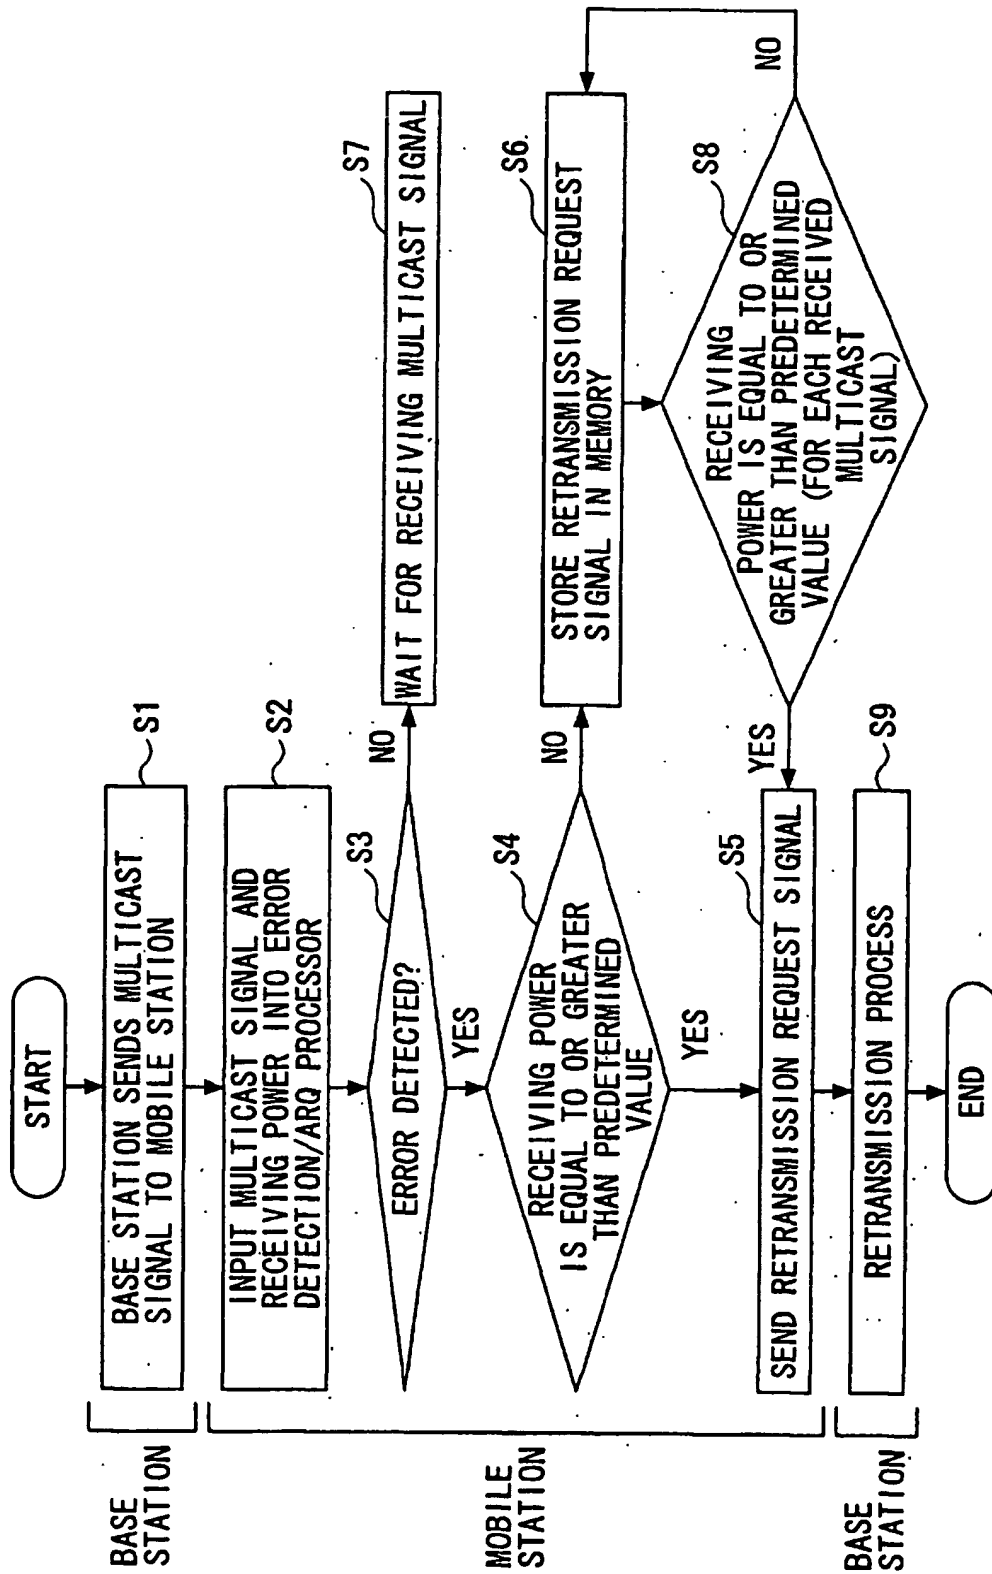 START
BASE STATION SENDS MULTICAST
SIGNAL TO MOBILE STATION
S1
INPUT MULTICAST SIGNAL AND
RECEIVING POWER INTO ERROR
DETECTION/ARQ PROCESSOR
S2
ERROR DETECTED?
S3
NO
WAIT FOR RECEIVING MULTICAST SIGNAL
S7
YES
RECEIVING POWER
IS EQUAL TO OR GREATER
THAN PREDETERMINED
VALUE
S4
NO
STORE RETRANSMISSION REQUEST
SIGNAL IN MEMORY
S6
RECEIVING
POWER IS EQUAL TO OR
GREATER THAN PREDETERMINED
VALUE (FOR EACH RECEIVED
MULTICAST
SIGNAL)
S8
NO
YES
YES
SEND RETRANSMISSION REQUEST SIGNAL
S5
RETRANSMISSION PROCESS
S9
END
BASE
STATION
MOBILE
STATION
BASE
STATION